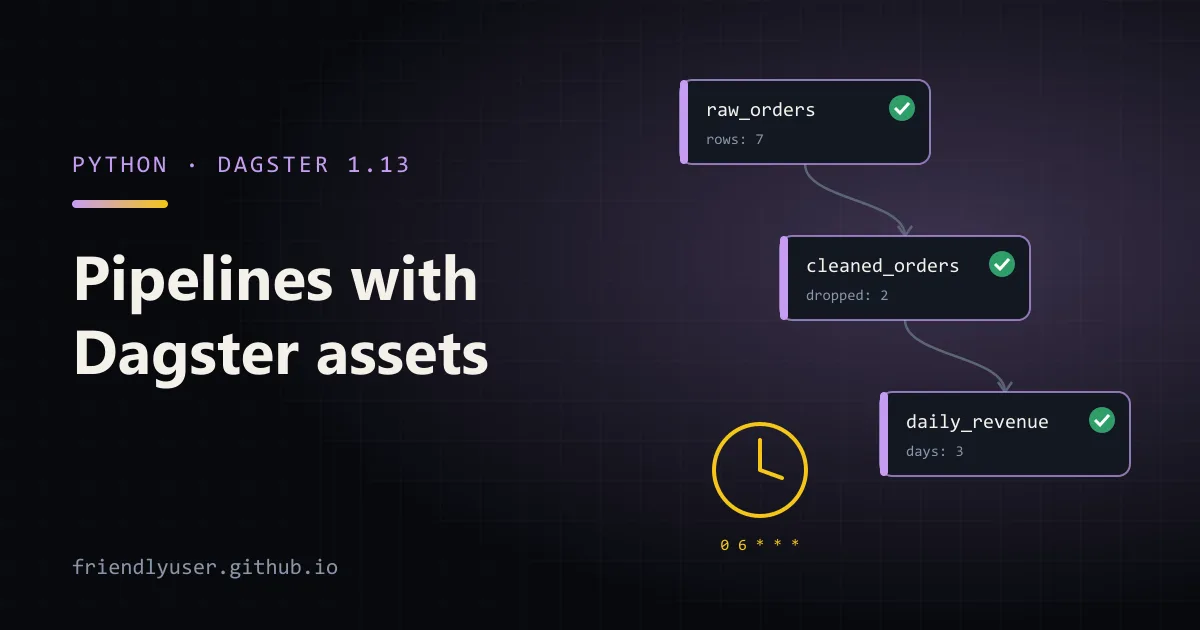 PYTHON · DAGSTER 1.13
Pipelines with
Dagster assets
friendlyuser.github.io
raw_orders
rows: 7
cleaned_orders
dropped: 2
daily_revenue
days: 3
0 6 * * *